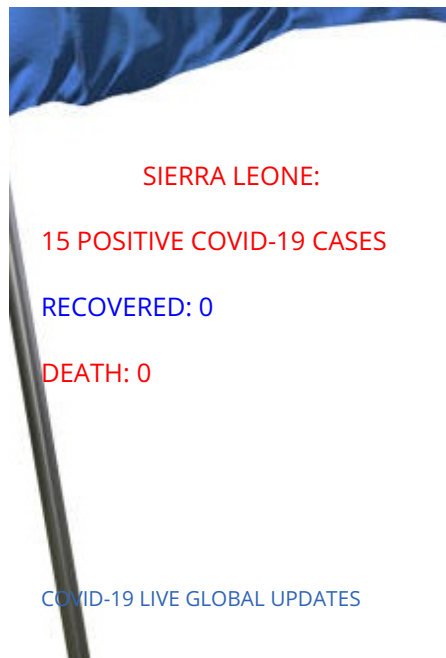 SIERRA LEONE:
15 POSITIVE COVID-19 CASES
RECOVERED: 0
DEATH: 0
COVID-19 LIVE GLOBAL UPDATES